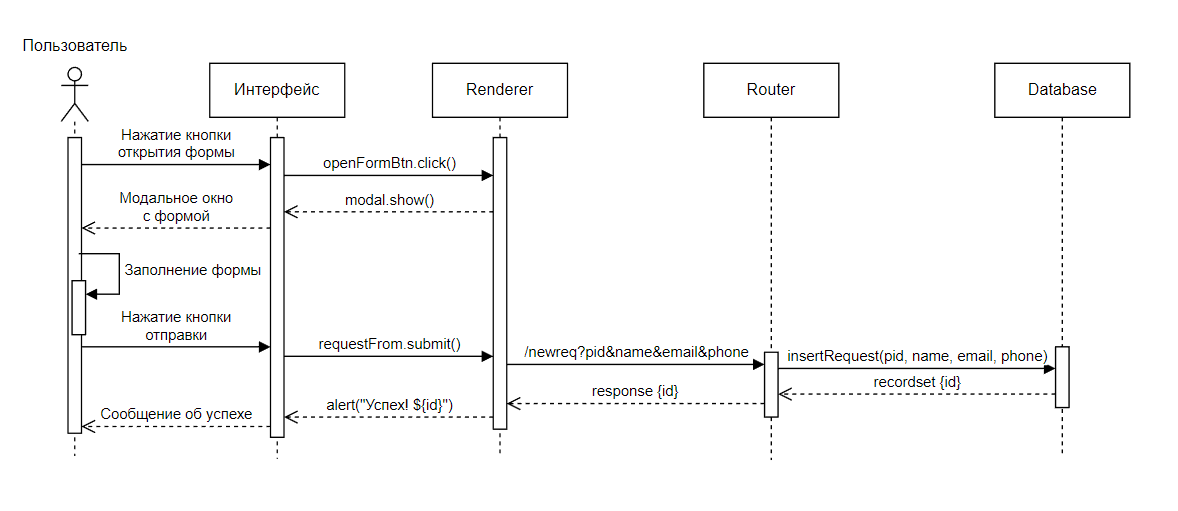 Пользователь
Интерфейс
Renderer
Router
Database
Нажатие кнопки
открытия формы
openFormBtn.click()
modal.show()
Модальное окно
с формой
Заполнение формы
Нажатие кнопки
отправки
requestFrom.submit()
/newreq?pid&name&email&phone
insertRequest(pid, name, email, phone)
recordset {id}
response {id}
alert("Успех! ${id}")
Сообщение об успехе